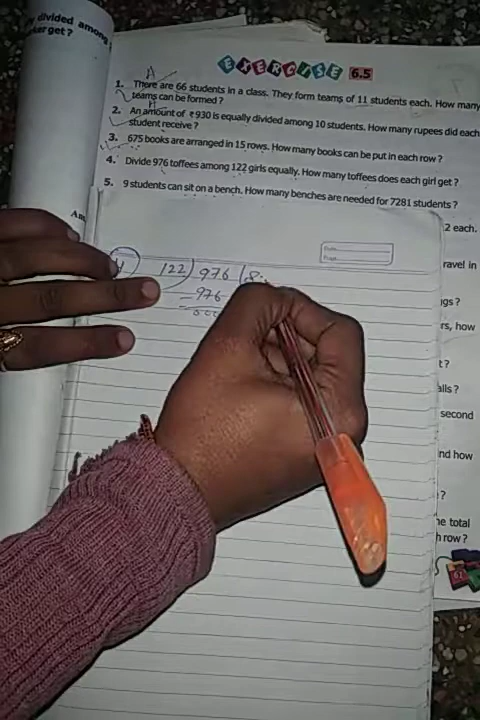 divided among
ker get ?
EXERCISE 6.5
A
1. There are 66 students in a class. They form teams of 11 students each. How many
teams can be formed ?
2. An amount of ₹930 is equally divided among 10 students. How many rupees did each
student receive ?
3. 675 books are arranged in 15 rows. How many books can be put in each row ?
4. Divide 976 toffees among 122 girls equally. How many toffees does each girl get ?
5. 9 students can sit on a bench. How many benches are needed for 7281 students ?
2 each.
122) 976 (8
ravel in
- 976
000
rs, how
t ?
alls ?
second
nd how
?
he total
h row ?